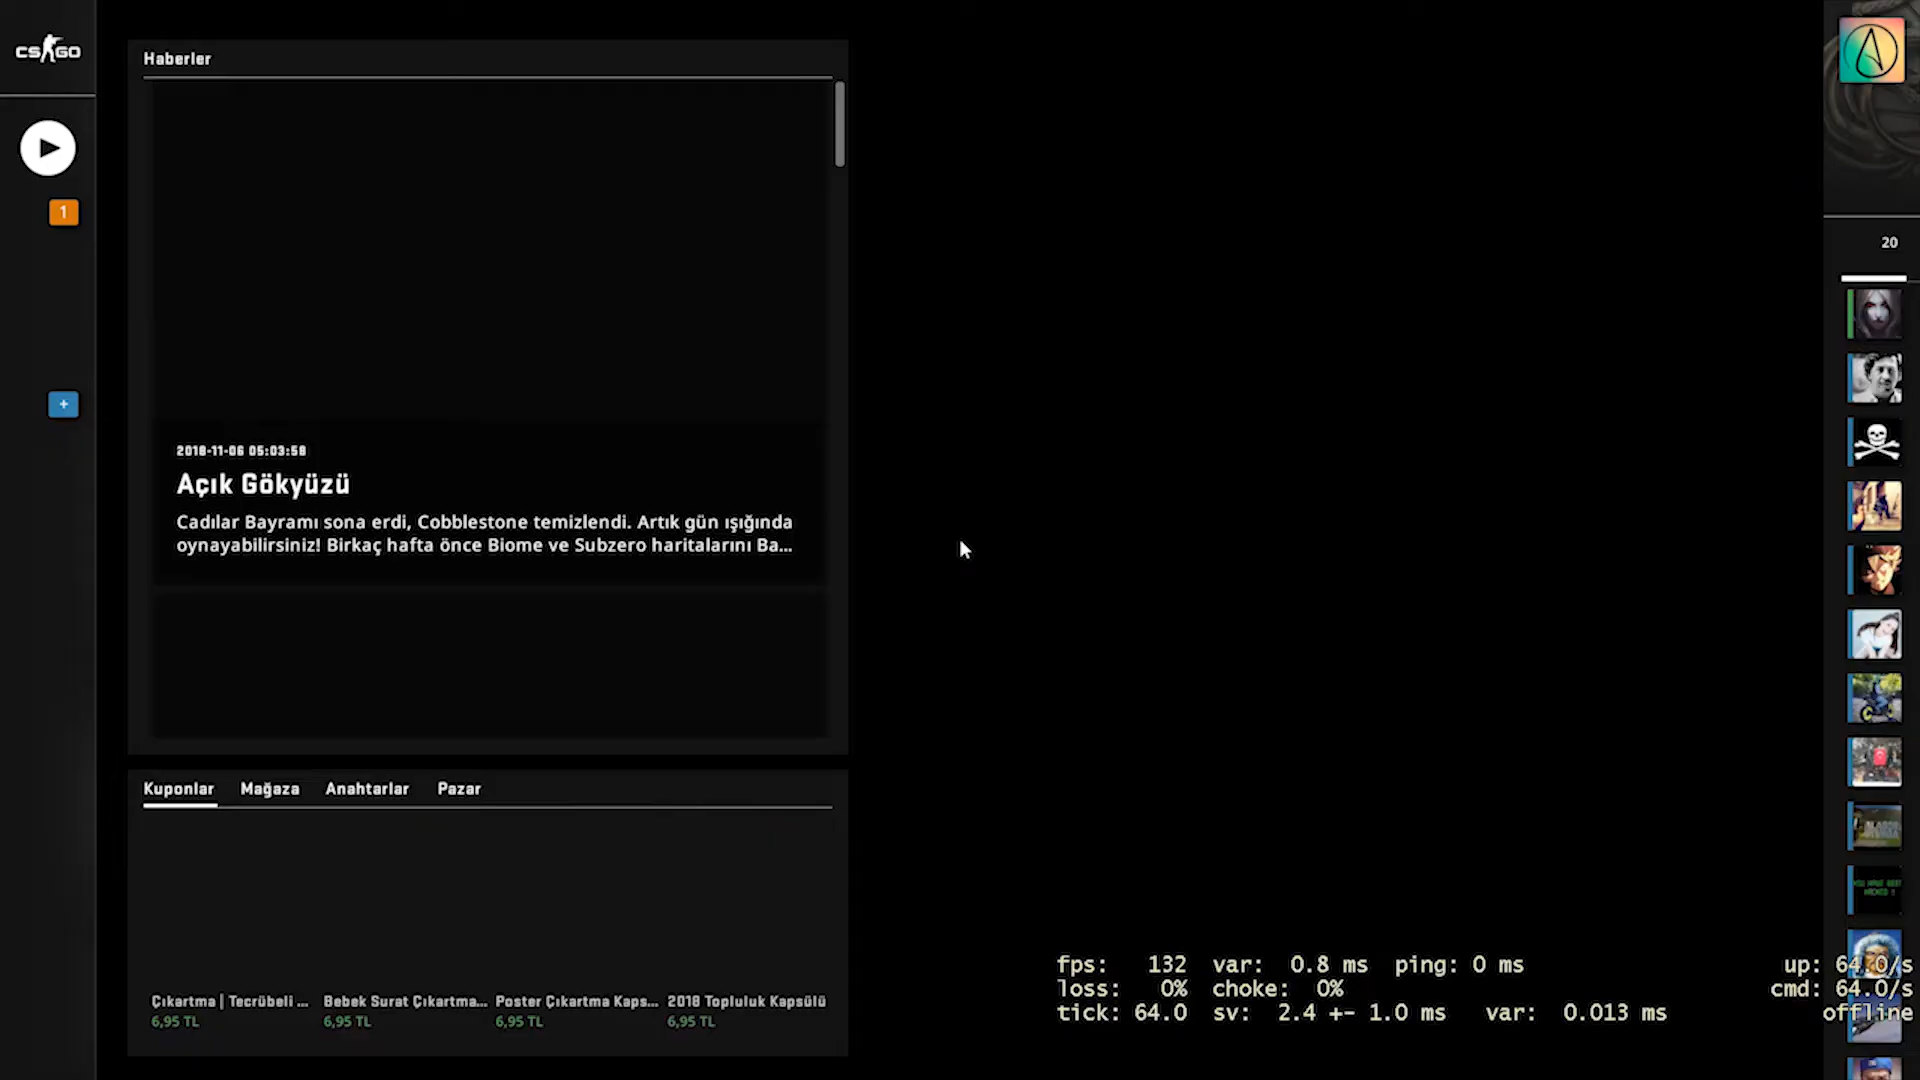 CS GO
Haberler
1
20
2018-11-06 05:03:58
Açık Gökyüzü
Cadılar Bayramı sona erdi, Cobblestone temizlendi. Artık gün ışığında
oynayabilirsiniz! Birkaç hafta önce Biome ve Subzero haritalarını Ba...
+
Kuponlar Mağaza Anahtarlar Pazar
Çıkartma | Tecrübeli ... Bebek Surat Çıkartma... Poster Çıkartma Kaps... 2018 Topluluk Kapsülü
6,95 TL 6,95 TL 6,95 TL 6,95 TL
fps: 132 var: 0.8 ms ping: 0 ms up: 64.0/s
loss: 0% choke: 0% cmd: 64.0/s
tick: 64.0 sv: 2.4 +- 1.0 ms var: 0.013 ms offline